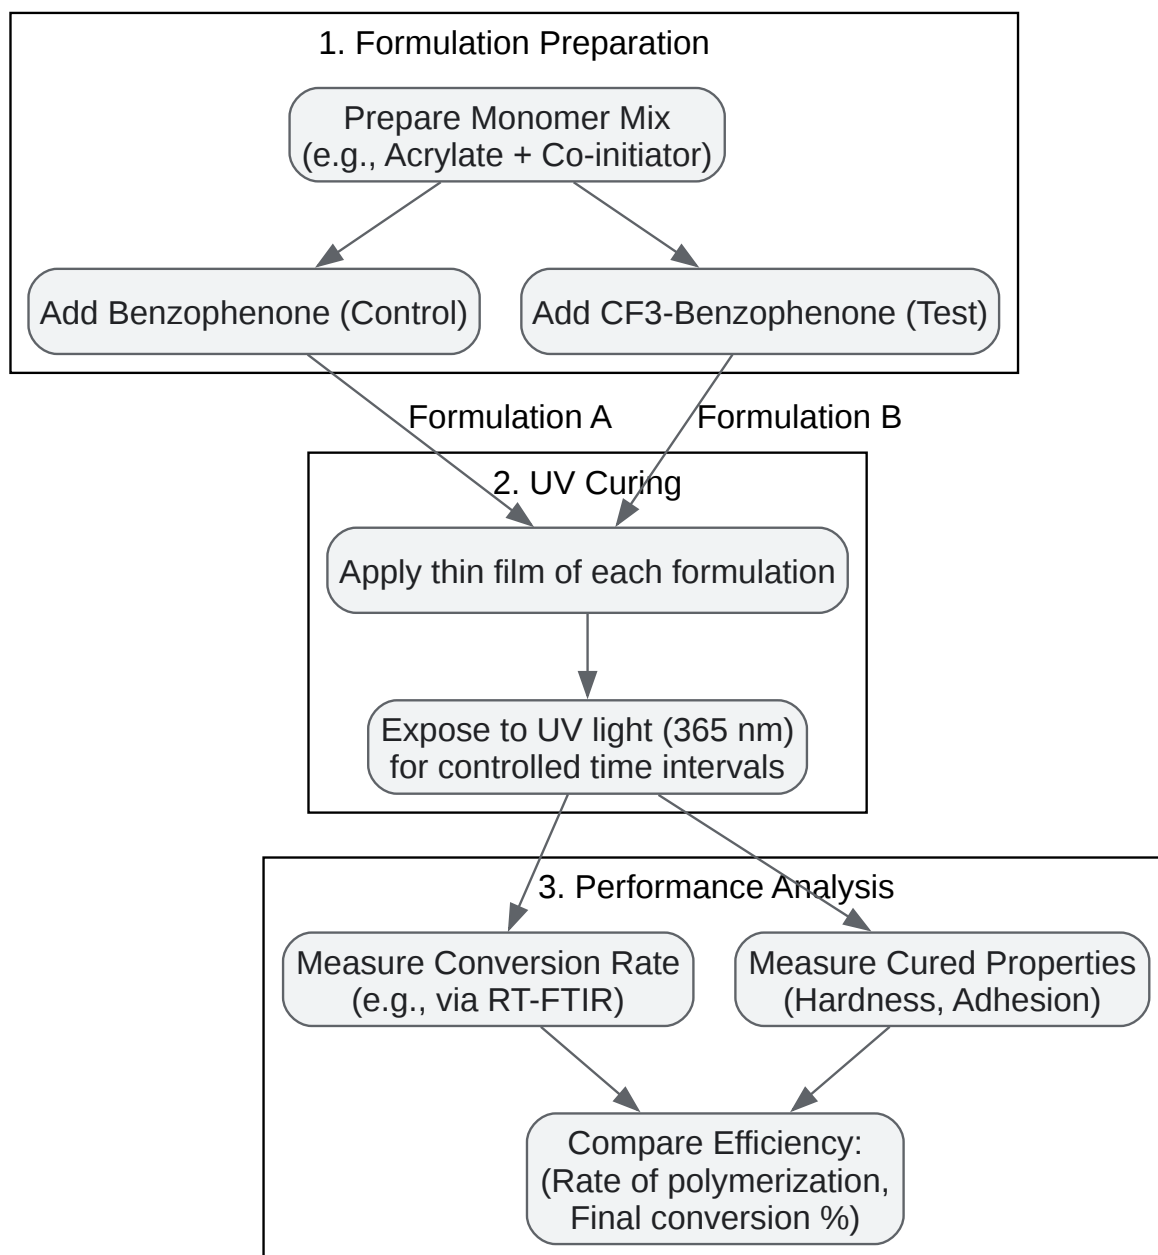 1. Formulation Preparation
Prepare Monomer Mix
(e.g., Acrylate + Co-initiator)
Add Benzophenone (Control)
Add CF3-Benzophenone (Test)
Formulation A
Formulation B
2. UV Curing
Apply thin film of each formulation
Expose to UV light (365 nm)
for controlled time intervals
3. Performance Analysis
Measure Conversion Rate
(e.g., via RT-FTIR)
Measure Cured Properties
(Hardness, Adhesion)
Compare Efficiency:
(Rate of polymerization,
Final conversion %)